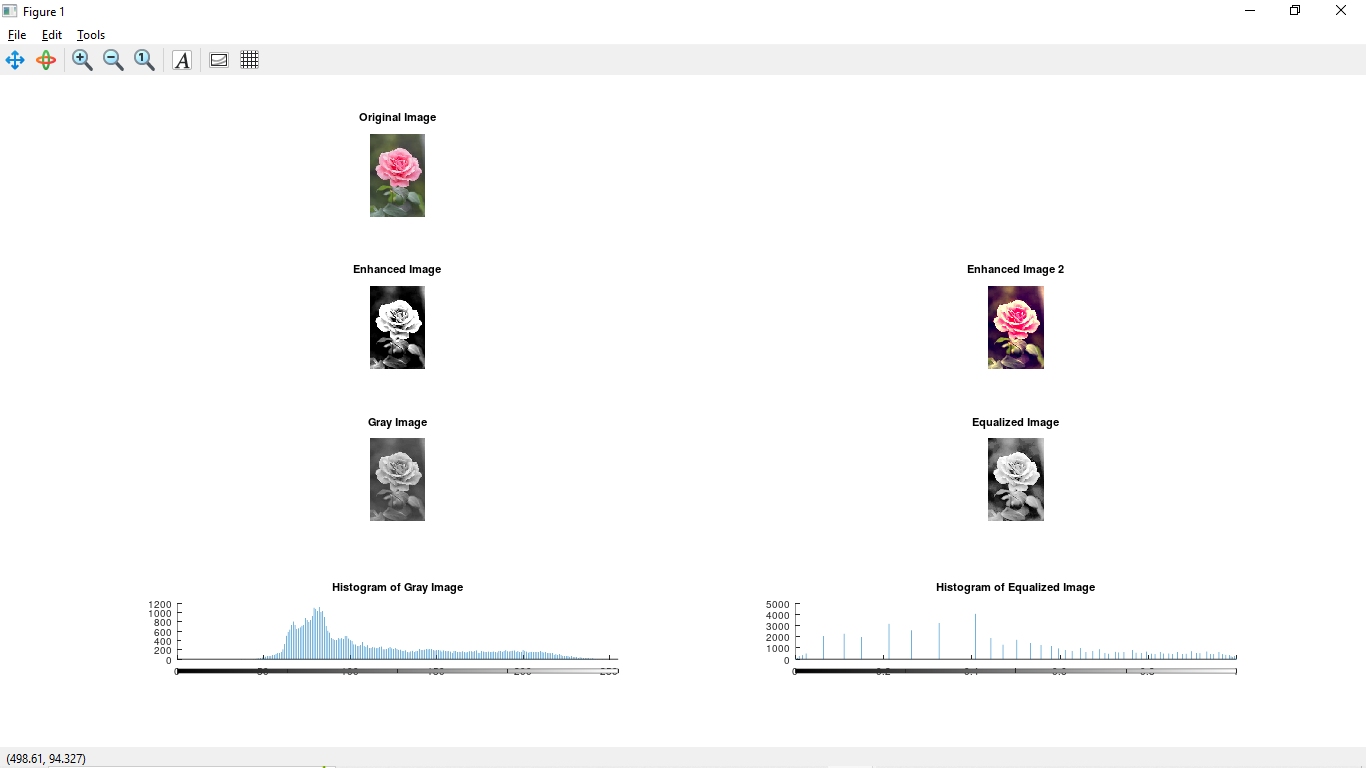 Figure 1
File Edit Tools
A
Original Image
Enhanced Image
Enhanced Image 2
Gray Image
Equalized Image
Histogram of Gray Image
1200
1000
800
600
400
200
0
0 50 100 150 200 250
Histogram of Equalized Image
5000
4000
3000
2000
1000
0
0 0.2
(498.61, 94.327)